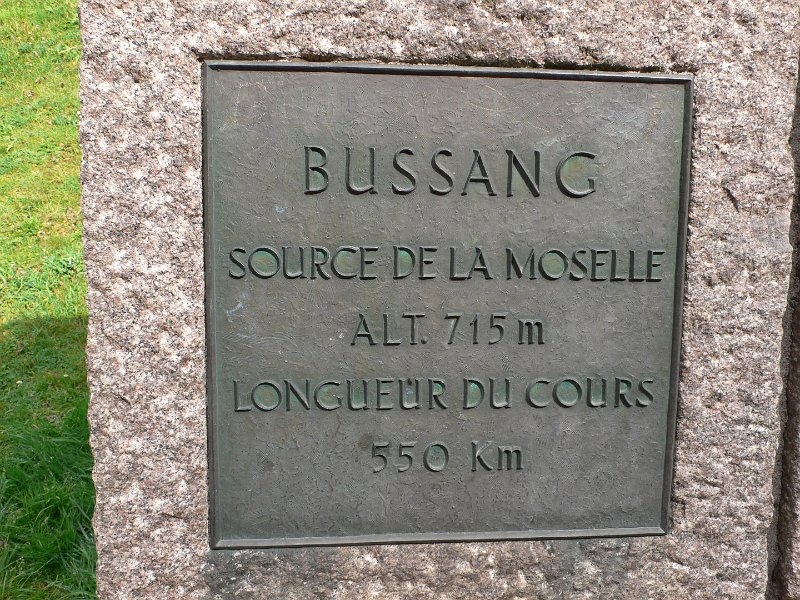 BUSSANG
SOURCE DE LA MOSELLE
ALT. 715 m
LONGUEUR DU COURS
550 Km